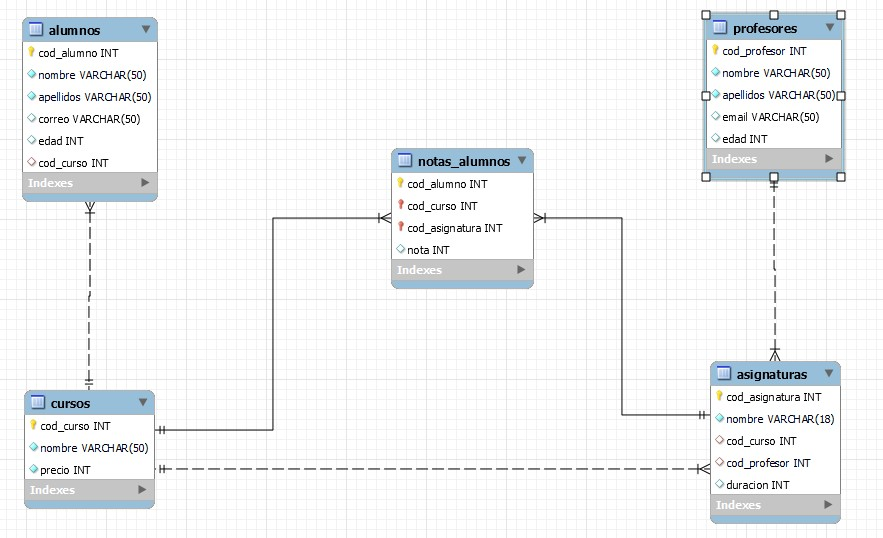 alumnos
cod_alumno INT
nombre VARCHAR(50)
apellidos VARCHAR(50)
correo VARCHAR(50)
edad INT
cod_curso INT
Indexes
profesores
cod_profesor INT
nombre VARCHAR(50)
apellidos VARCHAR(50)
email VARCHAR(50)
edad INT
Indexes
notas_alumnos
cod_alumno INT
cod_curso INT
cod_asignatura INT
nota INT
Indexes
cursos
cod_curso INT
nombre VARCHAR(50)
precio INT
Indexes
asignaturas
cod_asignatura INT
nombre VARCHAR(18)
cod_curso INT
cod_profesor INT
duracion INT
Indexes